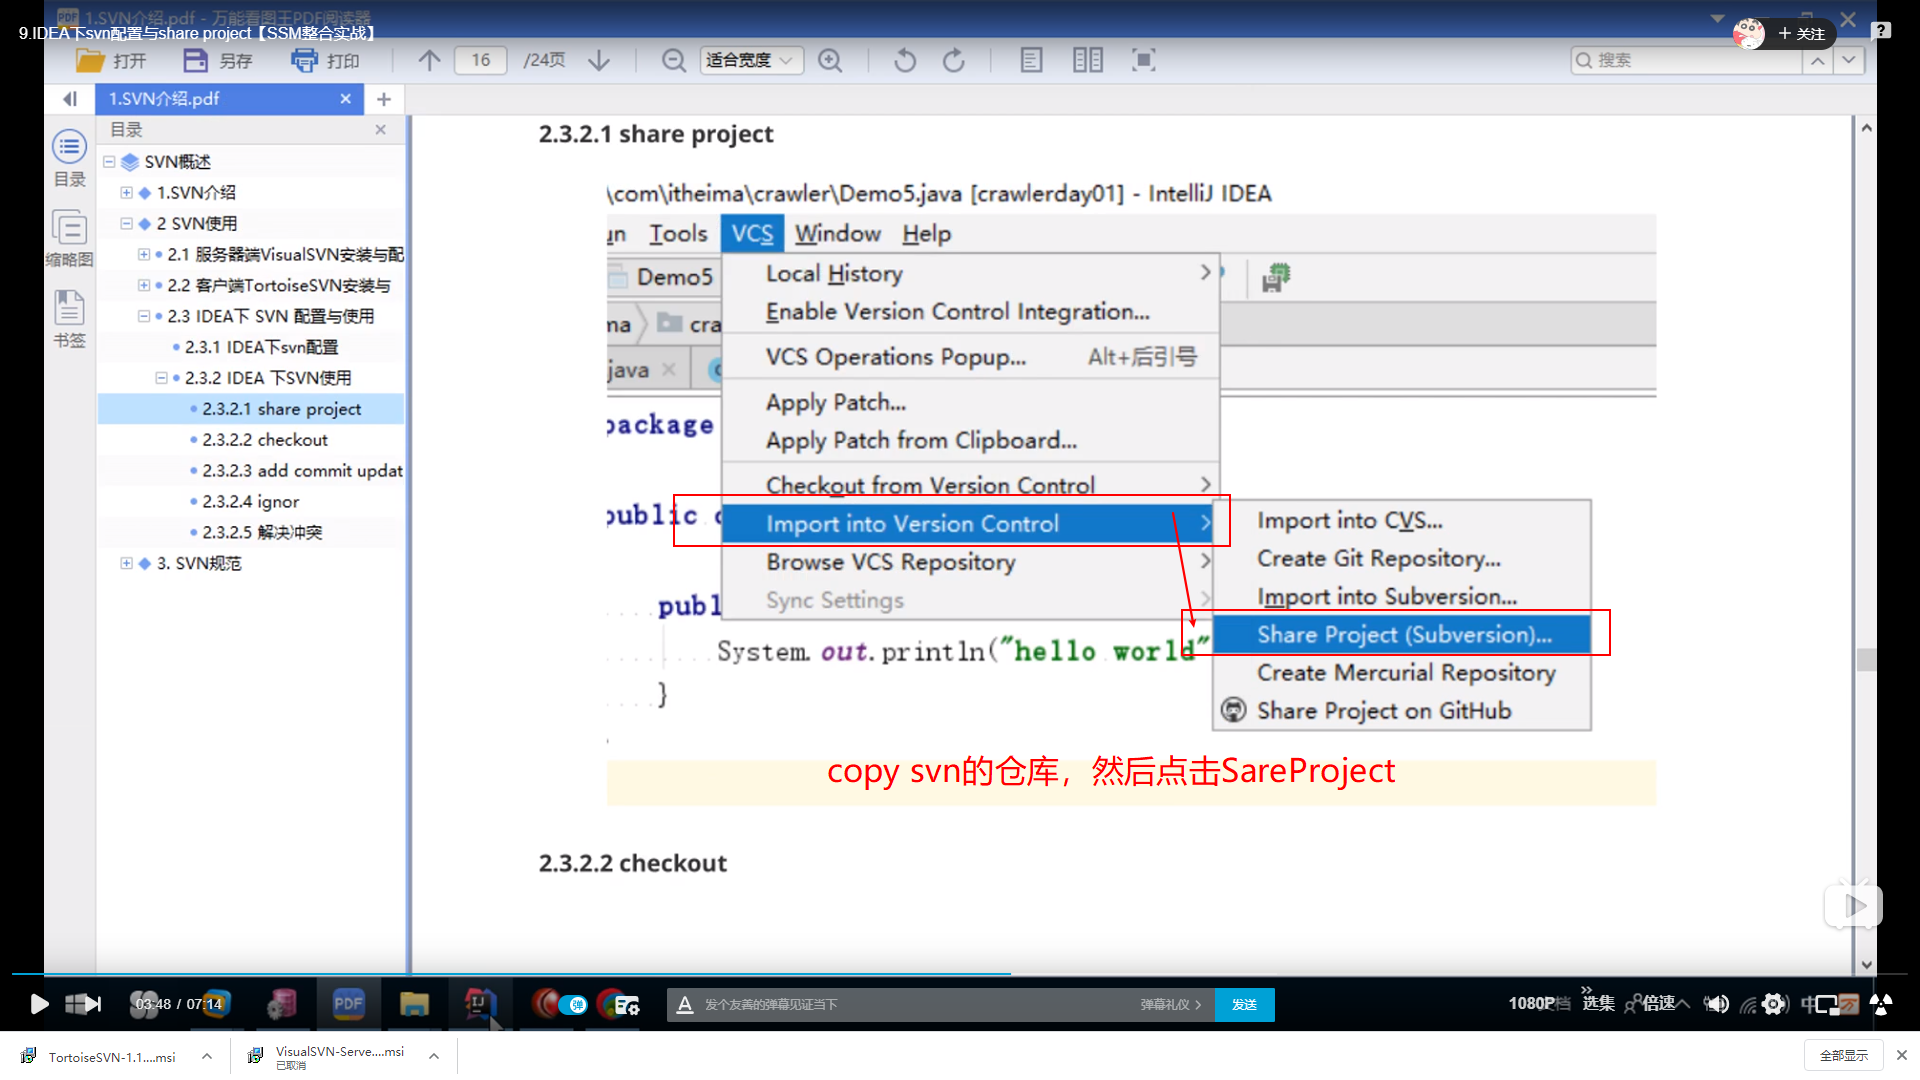 1.SVN介绍.pdf - 万能看图王PDF阅读器
9.IDEA下svn配置与share project【SSM整合实战】
+ 关注
打开
另存
打印
16
/24页
适合宽度
搜索
1.SVN介绍.pdf
目录
目录
缩略图
书签
SVN概述
1.SVN介绍
2 SVN使用
2.1 服务器端VisualSVN安装与配
2.2 客户端TortoiseSVN安装与
2.3 IDEA下 SVN 配置与使用
2.3.1 IDEA下svn配置
2.3.2 IDEA 下SVN使用
2.3.2.1 share project
2.3.2.2 checkout
2.3.2.3 add commit updat
2.3.2.4 ignor
2.3.2.5 解决冲突
3. SVN规范
2.3.2.1 share project
\com\itheima\crawler\Demo5.java [crawlerday01] - IntelliJ IDEA
un Tools VCS Window Help
Demo5
ma
cra
java
Local History
Enable Version Control Integration...
VCS Operations Popup... Alt+后引号
Apply Patch...
Apply Patch from Clipboard...
Checkout from Version Control
Import into Version Control
Browse VCS Repository
Sync Settings
Import into CVS...
Create Git Repository...
Import into Subversion...
Share Project (Subversion)...
Create Mercurial Repository
Share Project on GitHub
package
public c
publ
System.out.println("hello world"
}
copy svn的仓库，然后点击SareProject
2.3.2.2 checkout
03:48 / 07:14
PDF
弹
发个友善的弹幕见证当下
弹幕礼仪
发送
1080P
选集
倍速
中
TortoiseSVN-1.1....msi
VisualSVN-Serve....msi
已取消
全部显示